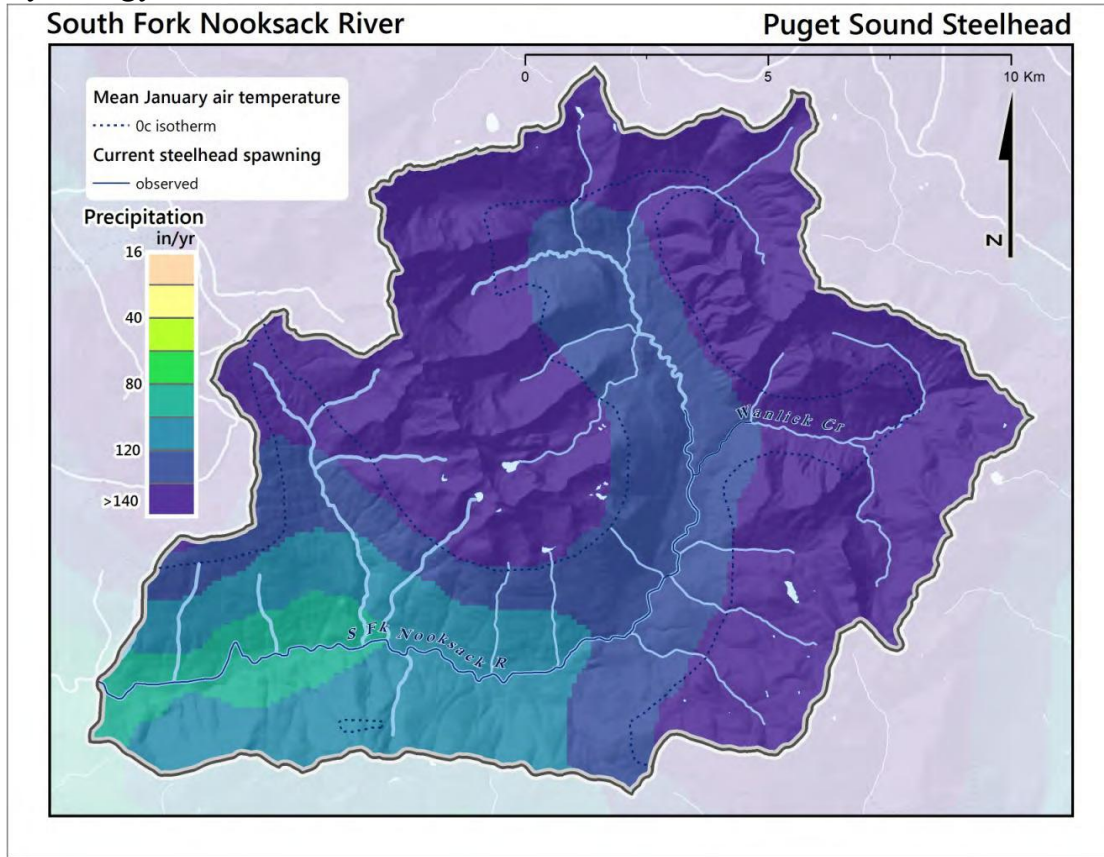 South Fork Nooksack River
Puget Sound Steelhead
0
5
10 Km
Mean January air temperature
0c isotherm
Current steelhead spawning
observed
Precipitation
in/yr
16
40
80
120
>140
N
Wanlick Cr
S Fk Nooksack R